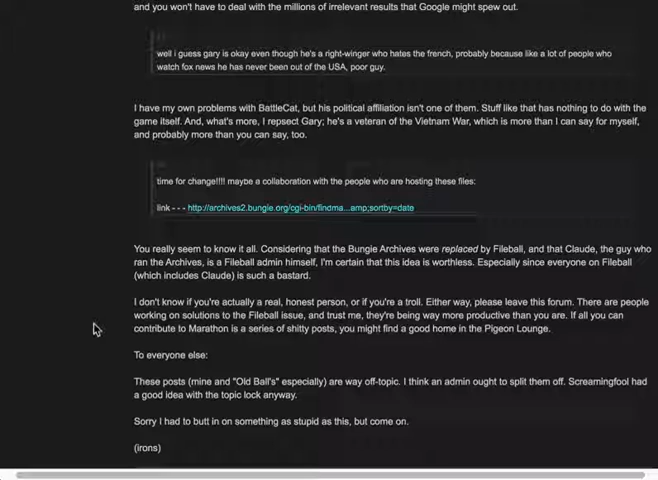 and you won't have to deal with the millions of irrelevant results that Google might spew out.
well i guess gary is okay even though he's a right-winger who hates the french, probably because like a lot of people who
watch fox news he has never been out of the USA, poor guy.
I have my own problems with BattleCat, but his political affiliation isn't one of them. Stuff like that has nothing to do with the
game itself. And, what's more, I repsect Gary; he's a veteran of the Vietnam War, which is more than I can say for myself,
and probably more than you can say, too.
time for change!!!! maybe a collaboration with the people who are hosting these files:
link - - - http://archives2.bungie.org/cgi-bin/findma...amp;sortby=date
You really seem to know it all. Considering that the Bungie Archives were replaced by Fileball, and that Claude, the guy who
ran the Archives, is a Fileball admin himself, I'm certain that this idea is worthless. Especially since everyone on Fileball
(which includes Claude) is such a bastard.
I don't know if you're actually a real, honest person, or if you're a troll. Either way, please leave this forum. There are people
working on solutions to the Fileball issue, and trust me, they're being way more productive than you are. If all you can
contribute to Marathon is a series of shitty posts, you might find a good home in the Pigeon Lounge.
To everyone else:
These posts (mine and "Old Ball's" especially) are way off-topic. I think an admin ought to split them off. Screamingfool had
a good idea with the topic lock anyway.
Sorry I had to butt in on something as stupid as this, but come on.
(irons)